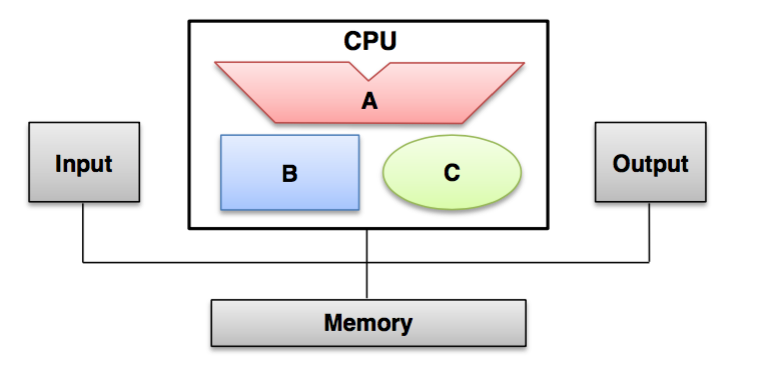 CPU
A
Input
B
C
Output
Memory